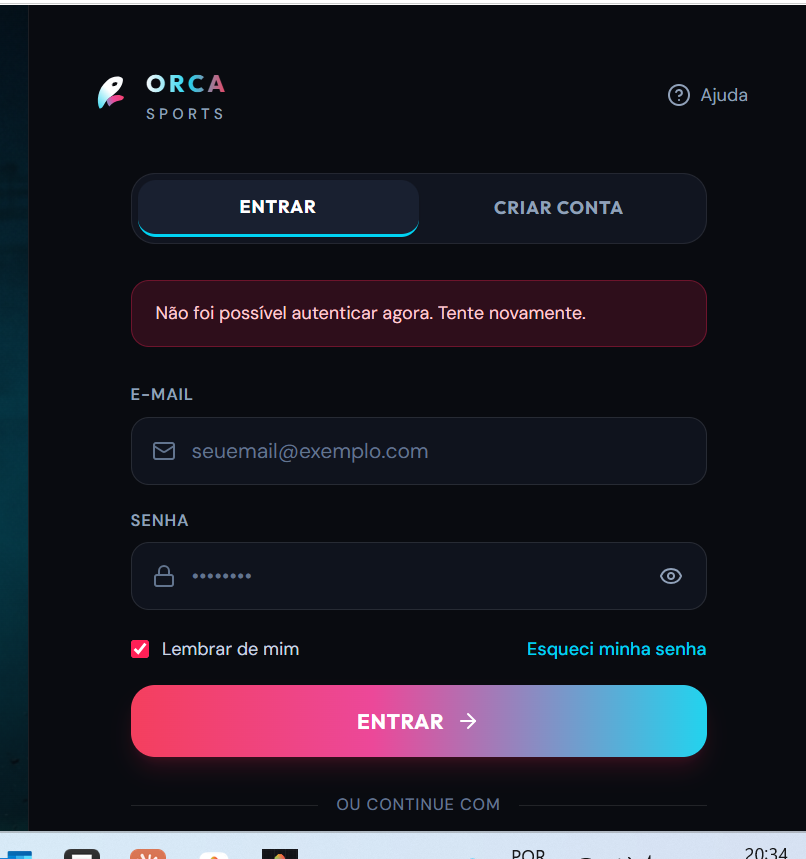 ORCA
SPORTS
Ajuda
ENTRAR
CRIAR CONTA
Não foi possível autenticar agora. Tente novamente.
E-MAIL
seuemail@exemplo.com
SENHA
Lembrar de mim
Esqueci minha senha
ENTRAR →
OU CONTINUE COM
POR
20:34